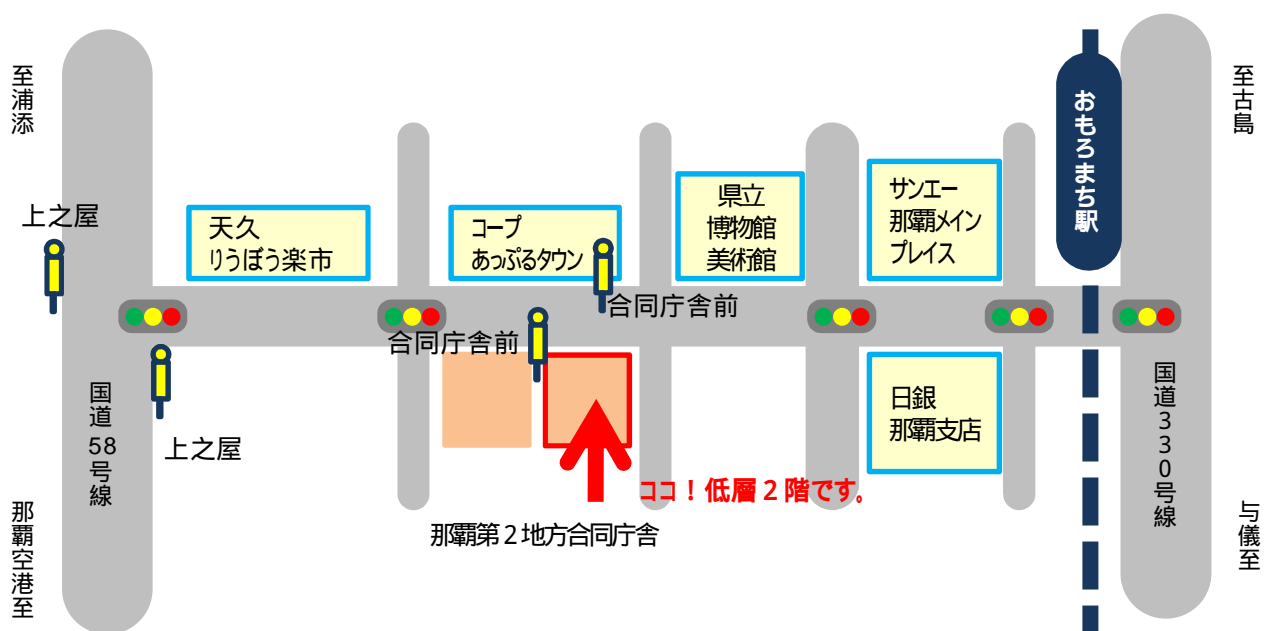 至浦添
上之屋
天久
りうぼう楽市
コープ
あっぷるタウン
県立
博物館
美術館
サンエー
那覇メイン
プレイス
おもろまち駅
至古島
合同庁舎前
合同庁舎前
国道58号線
上之屋
日銀
那覇支店
国道330号線
ココ！低層２階です。
那覇第２地方合同庁舎
那覇空港至
与儀至